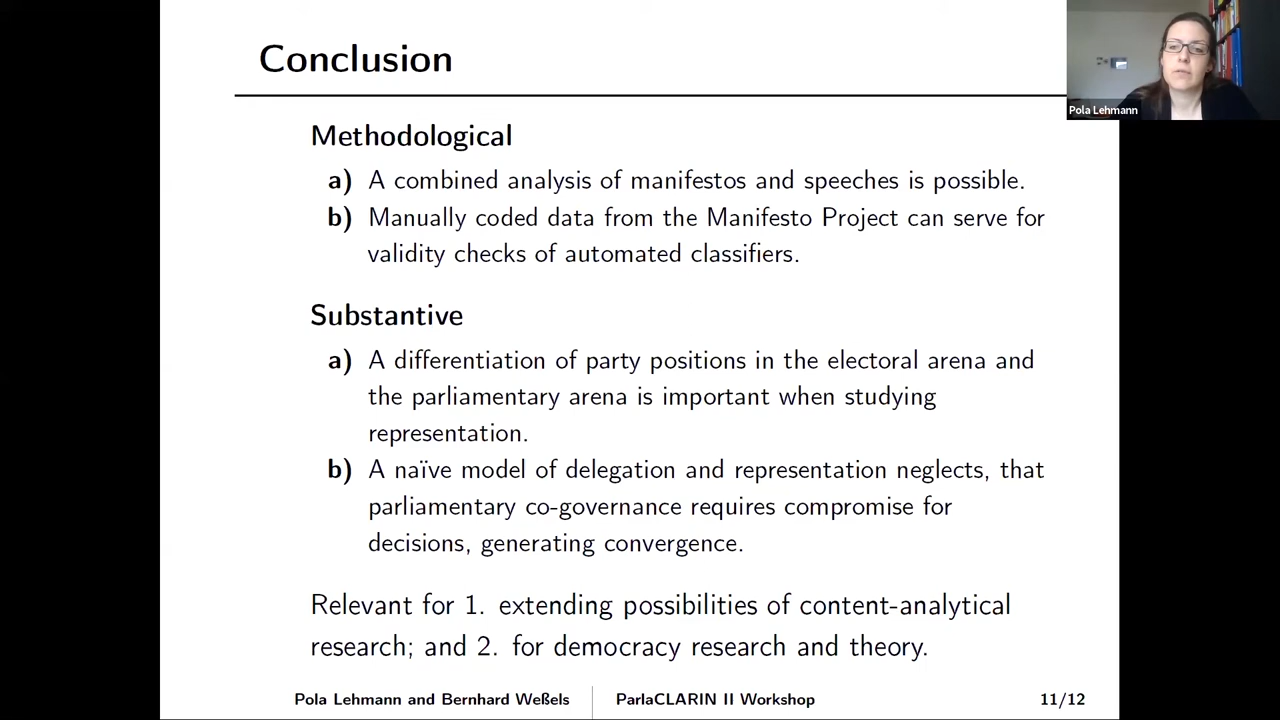 Conclusion
Pola Lehmann
Methodological
a) A combined analysis of manifestos and speeches is possible.
b) Manually coded data from the Manifesto Project can serve for
validity checks of automated classifiers.
Substantive
a) A differentiation of party positions in the electoral arena and
the parliamentary arena is important when studying
representation.
b) A naïve model of delegation and representation neglects, that
parliamentary co-governance requires compromise for
decisions, generating convergence.
Relevant for 1. extending possibilities of content-analytical
research; and 2. for democracy research and theory.
Pola Lehmann and Bernhard Weßels ParlaCLARIN II Workshop 11/12